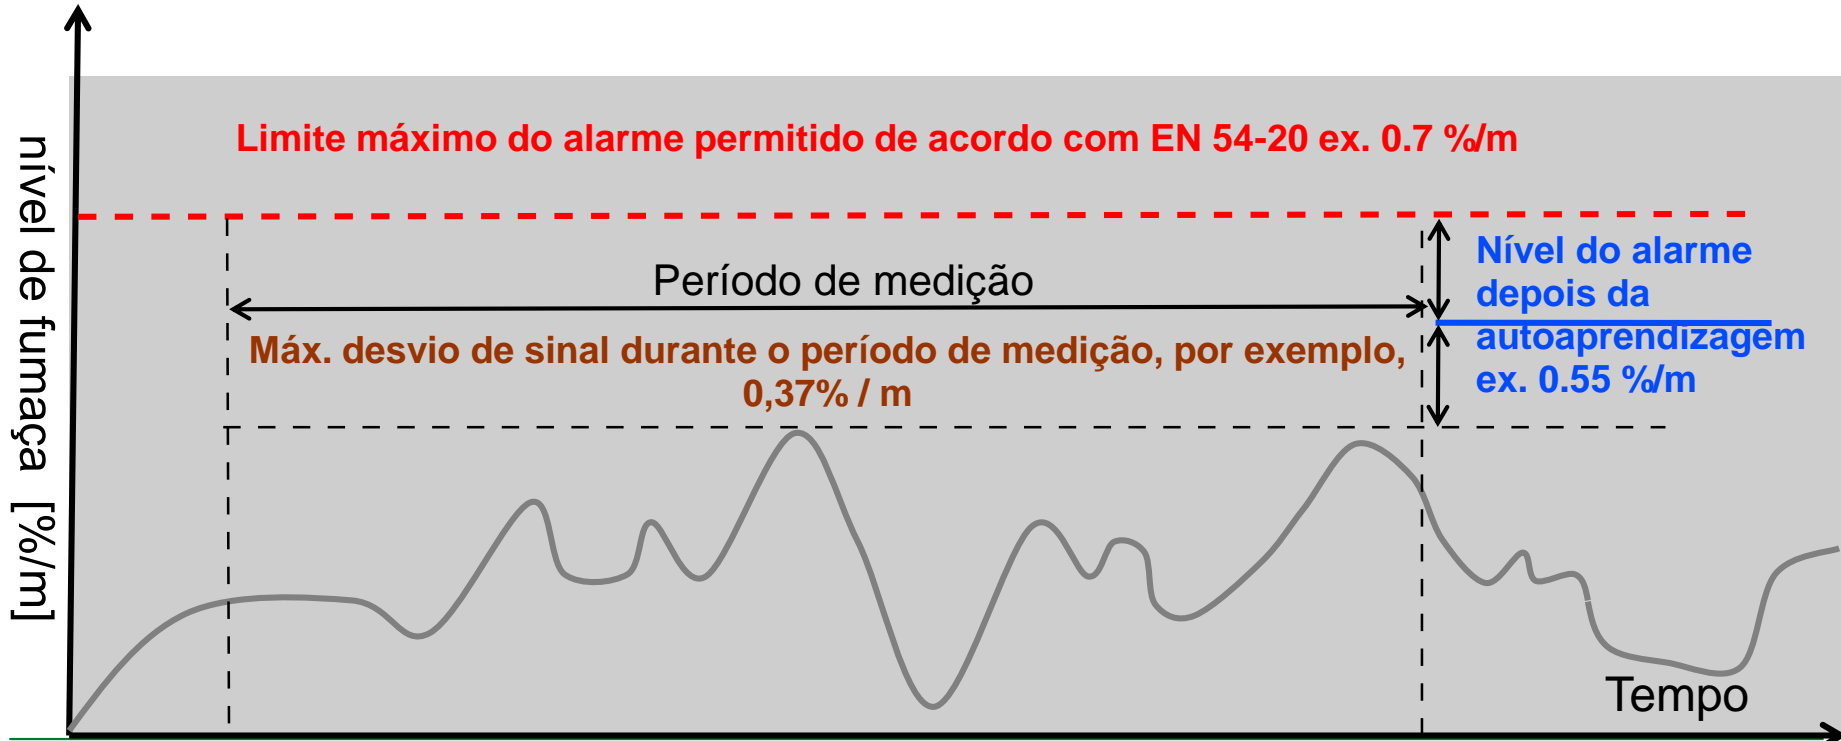 nível de fumaça [%/m]
Limite máximo do alarme permitido de acordo com EN 54-20 ex. 0.7 %/m
Período de medição
Máx. desvio de sinal durante o período de medição, por exemplo,
0,37% / m
Nível do alarme
depois da
autoaprendizagem
ex. 0.55 %/m
Tempo